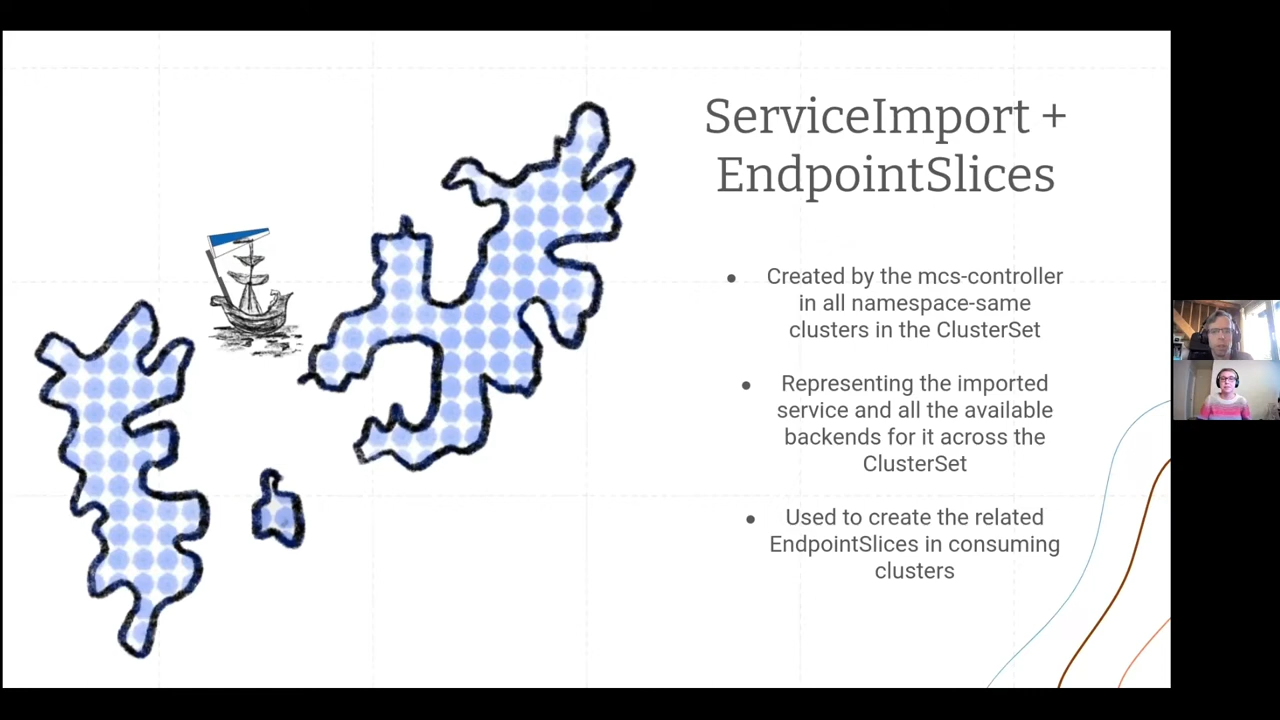 ServiceImport +
EndpointSlices
● Created by the mcs-controller
in all namespace-same
clusters in the ClusterSet
● Representing the imported
service and all the available
backends for it across the
ClusterSet
● Used to create the related
EndpointSlices in consuming
clusters